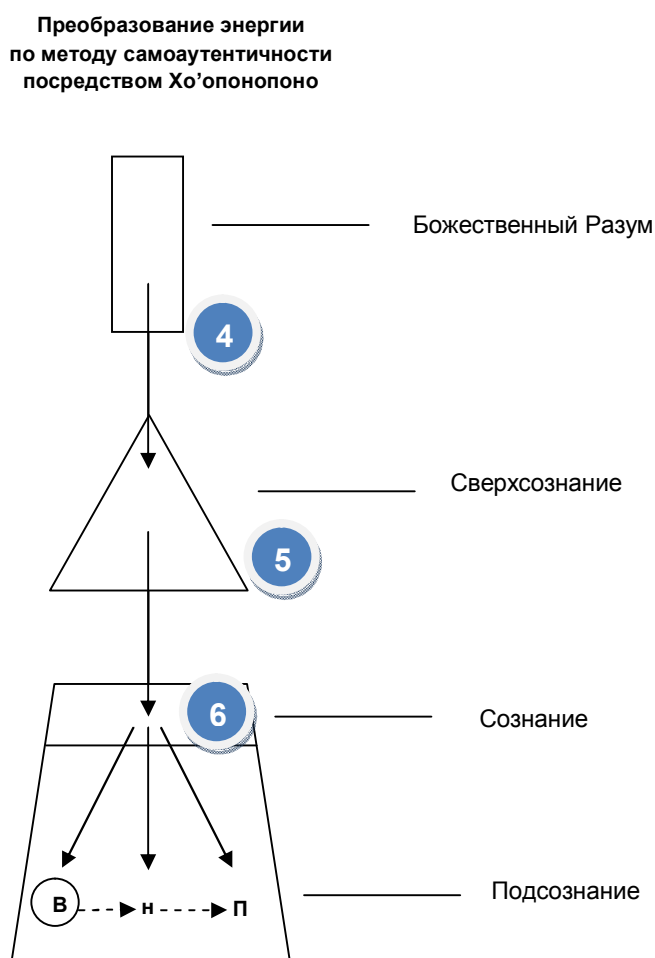 Преобразование энергии
по методу самоаутентичности
посредством Хо’опонопоно
Божественный Разум
4
Сверхсознание
5
6
Сознание
Подсознание
В н П